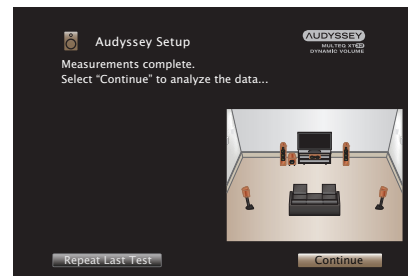 Audyssey Setup
AUDYSSEY
MULTEQ XT32
DYNAMIC VOLUME
Measurements complete.
Select “Continue” to analyze the data...
Repeat Last Test
Continue